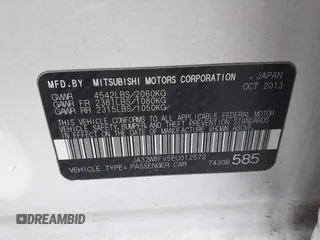 MFD.BY MITSUBISHI MOTORS CORPORATION , JAPAN
GVWR 4542LBS/2060KG OCT 2013
GAWR FR 2381LBS/1080KG
GAWR RR 2315LBS/1050KG
THIS VEHICLE CONFORMS TO ALL APPLICABLE FEDERAL
MOTOR VEHICLE SAFETY, BUMPER, AND THEFT PREVENTION
STANDARDS IN EFFECT ON THE DATE OF MANUFACTURE
SHOWN ABOVE.
JA32W8FV5EU012572 7430B 585
VEHICLE TYPE: PASSENGER CAR
DREAMBID